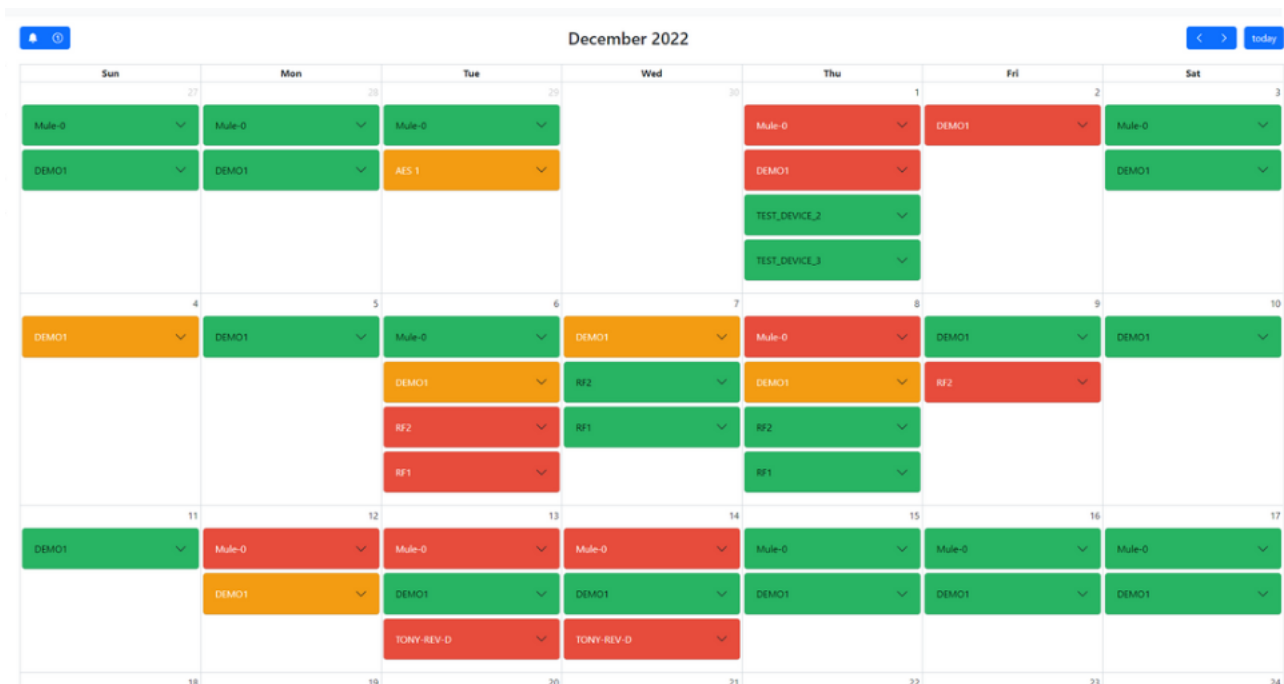 1
December 2022
today
Sun Mon Tue Wed Thu Fri Sat
27 28 29 30 1 2 3
Mule-0 Mule-0 Mule-0 Mule-0 DEMO1 Mule-0
DEMO1 DEMO1 AES 1 DEMO1 DEMO1
TEST_DEVICE_2
TEST_DEVICE_3
4 5 6 7 8 9 10
DEMO1 DEMO1 Mule-0 DEMO1 Mule-0 DEMO1 DEMO1
DEMO1 RF2 DEMO1 RF2
RF2 RF1 RF2
RF1 RF1
11 12 13 14 15 16 17
DEMO1 Mule-0 Mule-0 Mule-0 Mule-0 Mule-0 Mule-0
DEMO1 DEMO1 DEMO1 DEMO1 DEMO1 DEMO1
TONY-REV-D TONY-REV-D
18 19 20 21 22 23 24